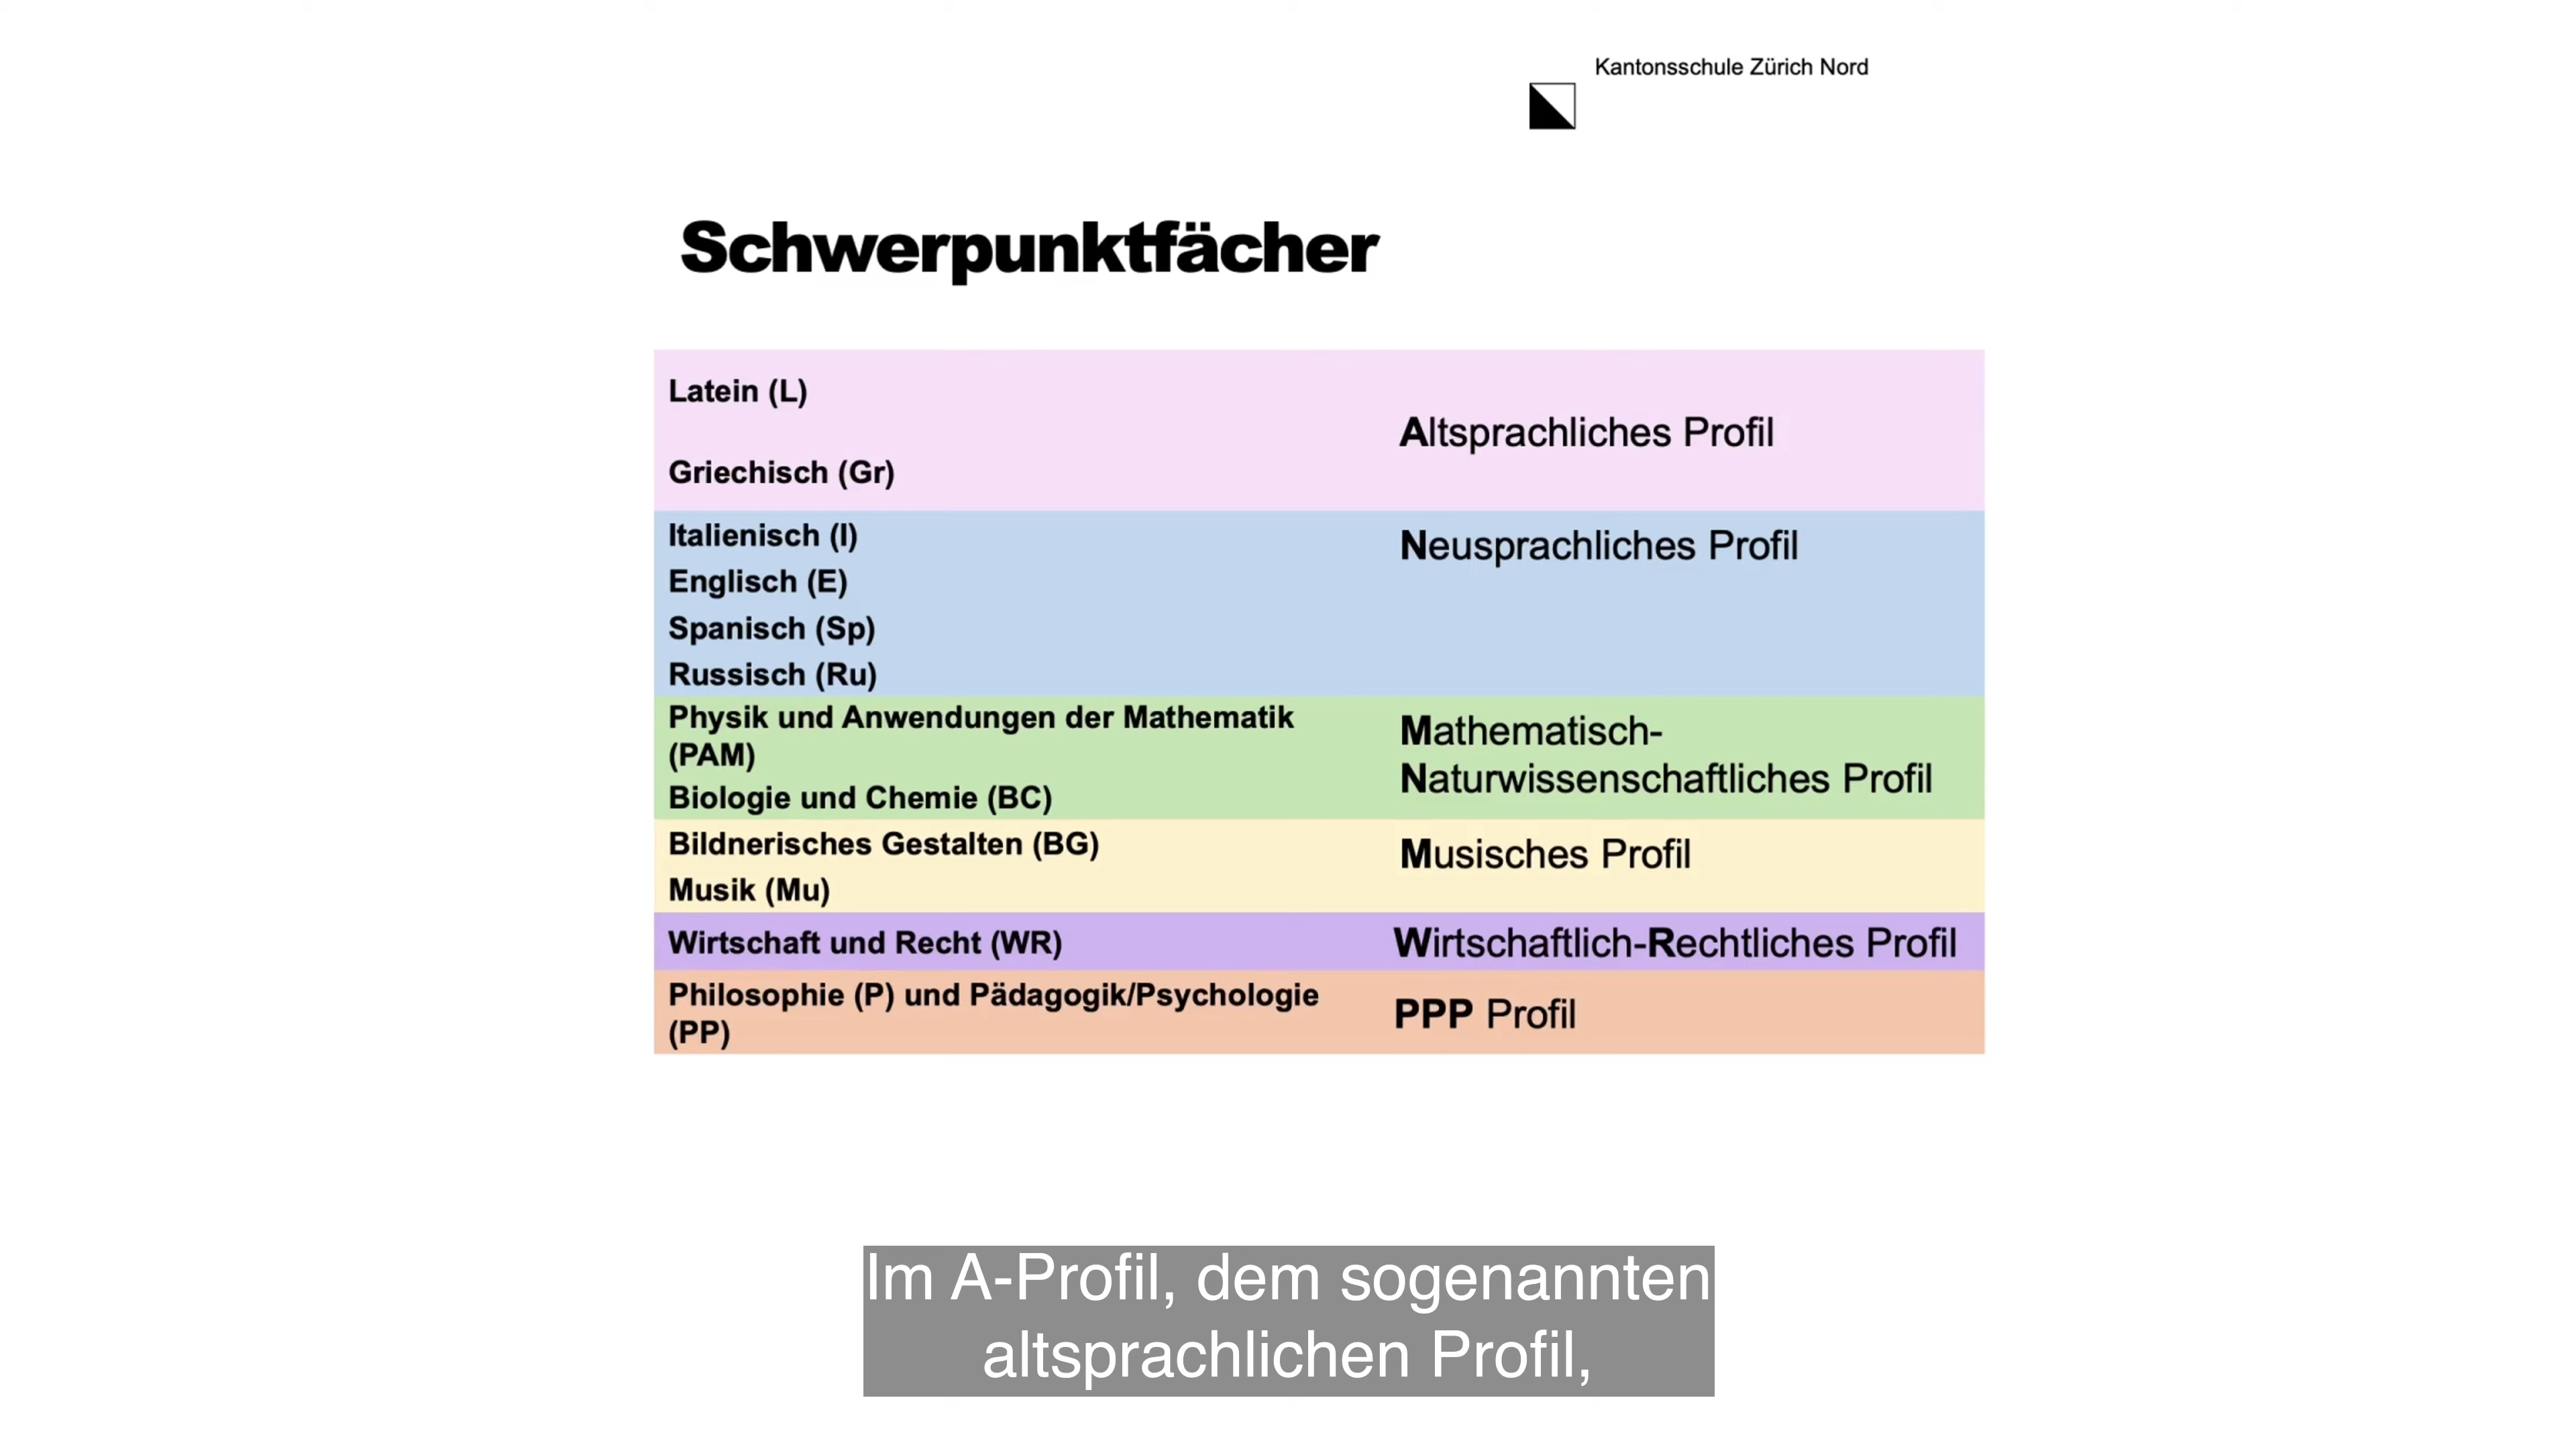 Kantonsschule Zürich Nord
Schwerpunktfächer
Latein (L)
Altsprachliches Profil
Griechisch (Gr)
Italienisch (I)
Neusprachliches Profil
Englisch (E)
Spanisch (Sp)
Russisch (Ru)
Physik und Anwendungen der Mathematik
(PAM)
Mathematisch-
Naturwissenschaftliches Profil
Biologie und Chemie (BC)
Bildnerisches Gestalten (BG)
Musisches Profil
Musik (Mu)
Wirtschaft und Recht (WR)
Wirtschaftlich-Rechtliches Profil
Philosophie (P) und Pädagogik/Psychologie
(PP)
PPP Profil
Im A-Profil, dem sogenannten
altsprachlichen Profil,